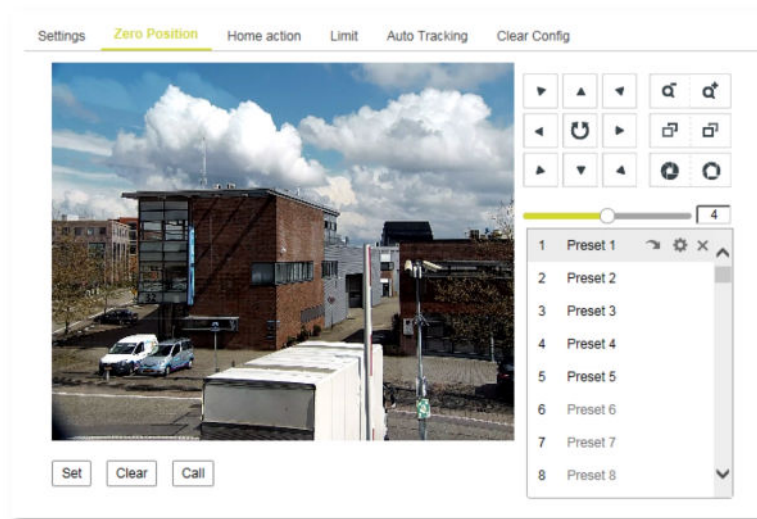 Settings Zero Position Home action Limit Auto Tracking Clear Config
4
1 Preset 1
2 Preset 2
3 Preset 3
4 Preset 4
5 Preset 5
6 Preset 6
7 Preset 7
8 Preset 8
Set Clear Call